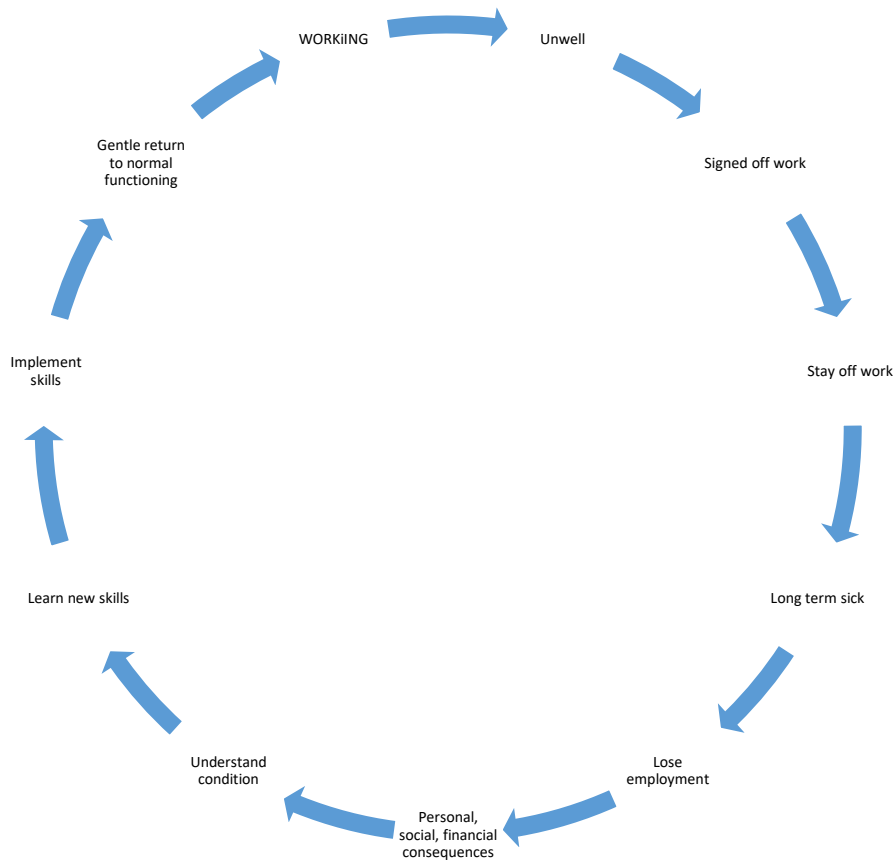 WORKiING
Unwell
Signed off work
Stay off work
Long term sick
Lose
employment
Personal,
social, financial
consequences
Understand
condition
Learn new skills
Implement
skills
Gentle return
to normal
functioning